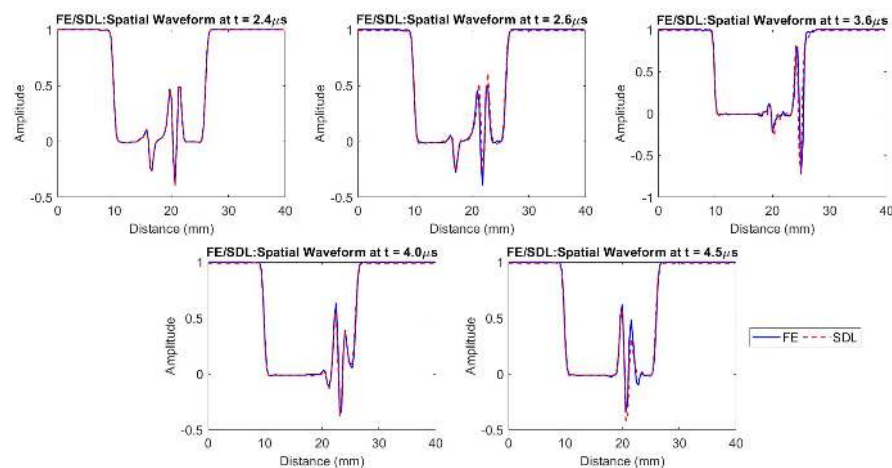 FE/SDL:Spatial Waveform at t = 2.4μs
FE/SDL:Spatial Waveform at t = 2.6μs
FE/SDL:Spatial Waveform at t = 3.6μs
1
0.5
0
-0.5
Amplitude
0 10 20 30 40
Distance (mm)
1
0.5
0
-0.5
Amplitude
0 10 20 30 40
Distance (mm)
1
0.5
0
-0.5
-1
Amplitude
0 10 20 30 40
Distance (mm)
FE/SDL:Spatial Waveform at t = 4.0μs
FE/SDL:Spatial Waveform at t = 4.5μs
1
0.5
0
-0.5
Amplitude
0 10 20 30 40
Distance (mm)
1
0.5
0
-0.5
Amplitude
0 10 20 30 40
Distance (mm)
FE SDL